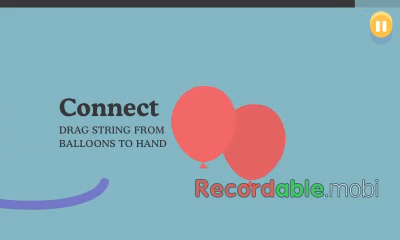 Connect
DRAG STRING FROM
BALLOONS TO HAND
Recordable.mobi